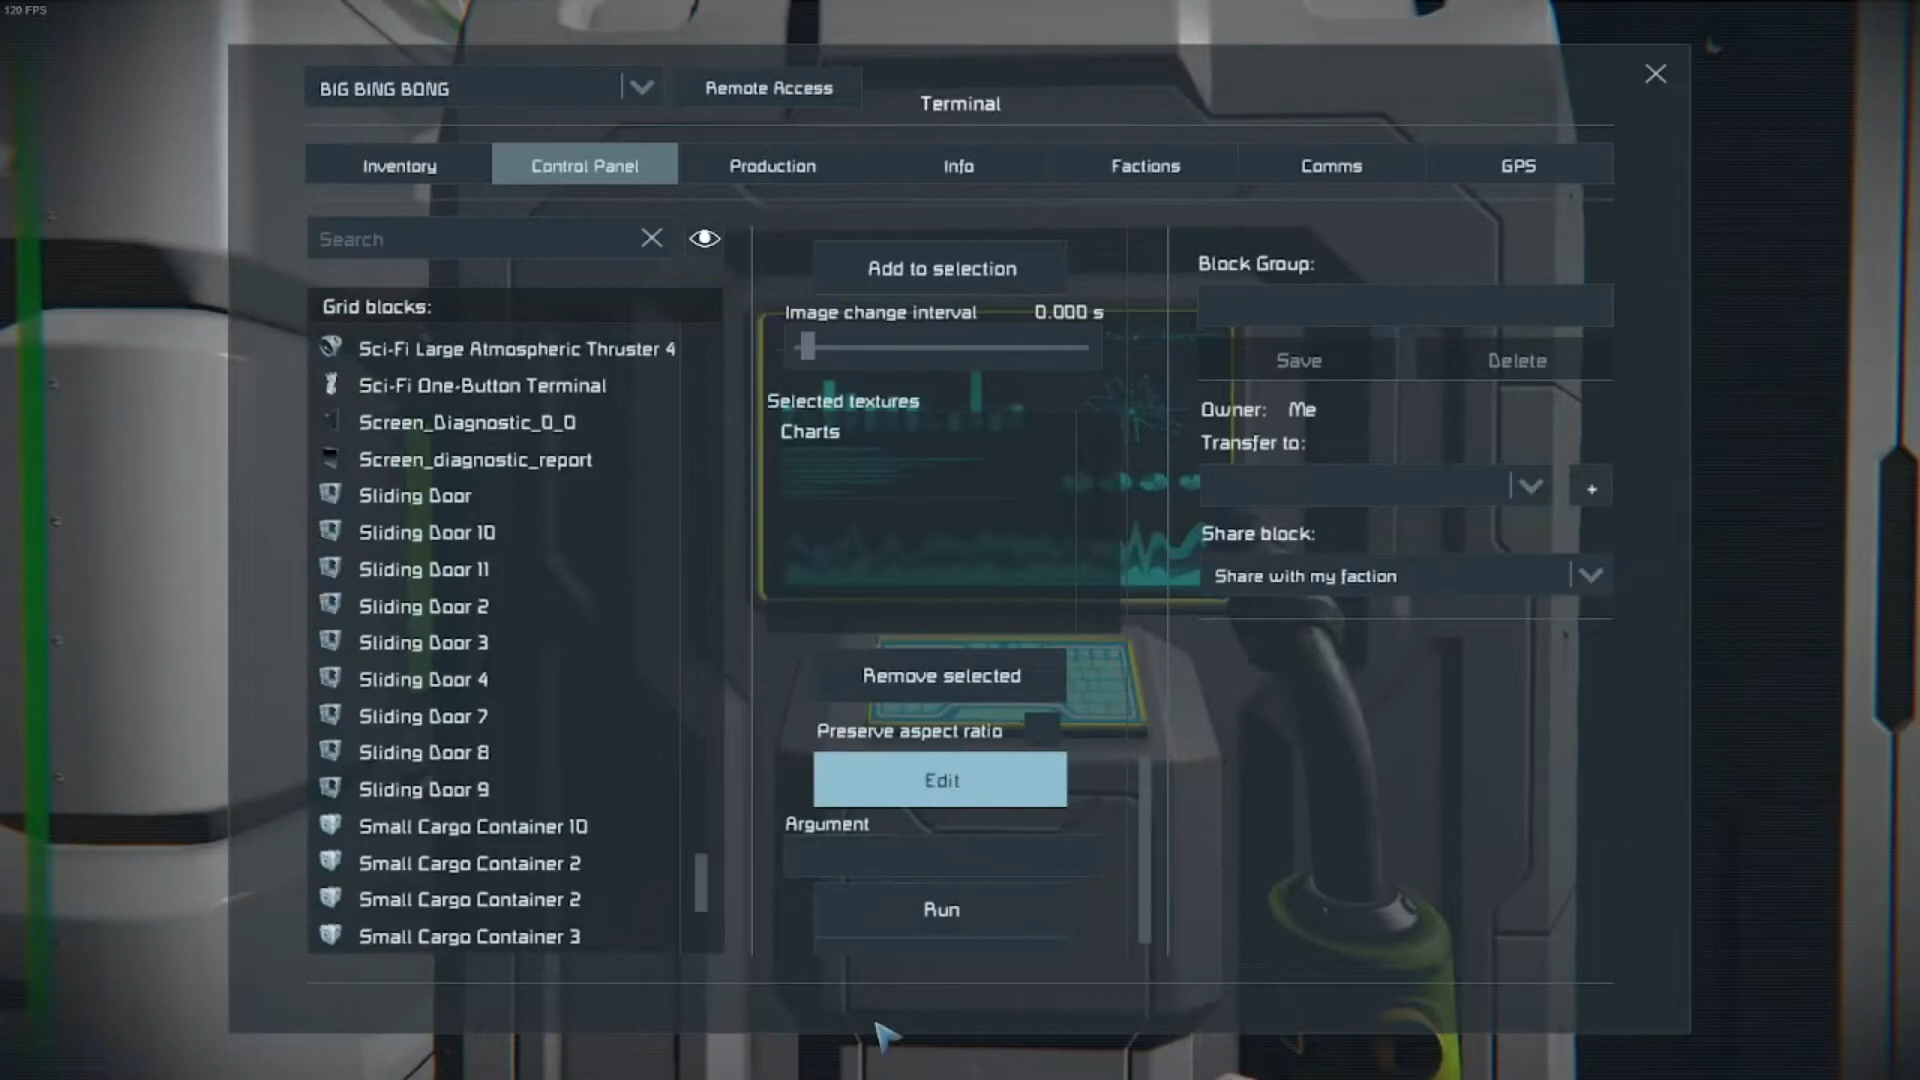 120 FPS
BIG BING BONG
Remote Access
Terminal
Inventory
Control Panel
Production
Info
Factions
Comms
GPS
Search
Grid blocks:
Sci-Fi Large Atmospheric Thruster 4
Sci-Fi One-Button Terminal
Screen_Diagnostic_0_0
Screen_diagnostic_report
Sliding Door
Sliding Door 10
Sliding Door 11
Sliding Door 2
Sliding Door 3
Sliding Door 4
Sliding Door 7
Sliding Door 8
Sliding Door 9
Small Cargo Container 10
Small Cargo Container 2
Small Cargo Container 2
Small Cargo Container 3
Add to selection
Image change interval 0.000 s
Selected textures
Charts
Remove selected
Preserve aspect ratio
Edit
Argument
Run
Block Group:
Save
Delete
Owner: Me
Transfer to:
+
Share block:
Share with my faction